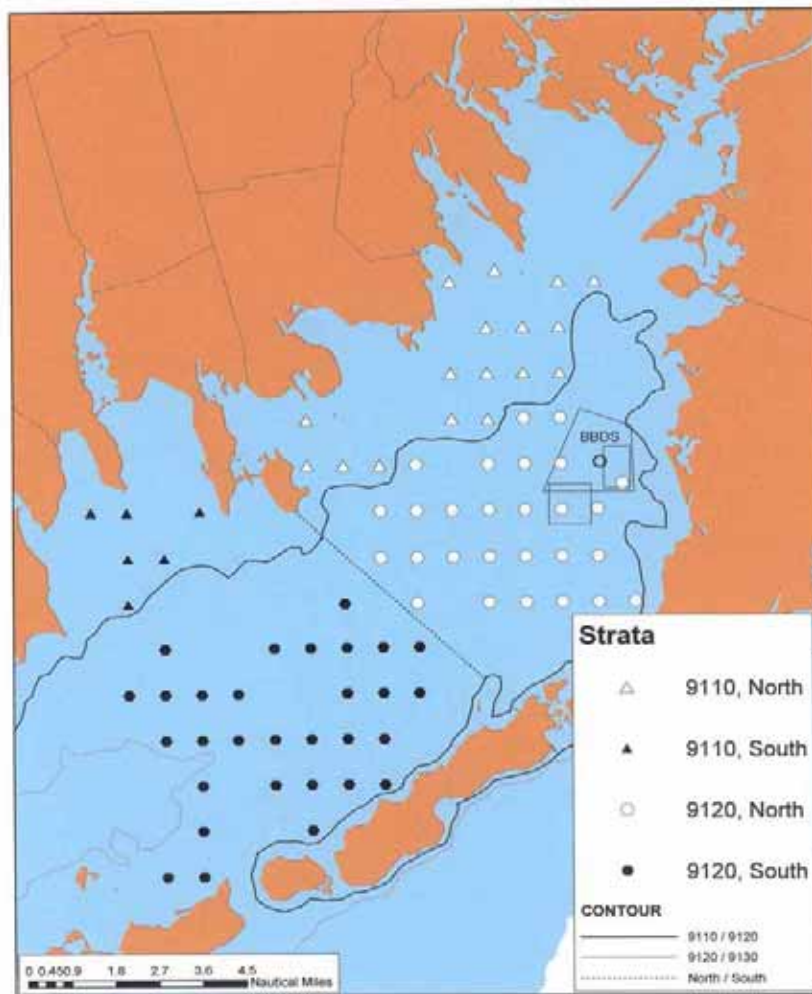 BBDS
Strata
9110, North
9110, South
9120, North
9120, South
CONTOUR
9110 / 9120
9120 / 9130
North / South
0 0.450.9 1.8 2.7 3.6 4.5
Nautical Miles